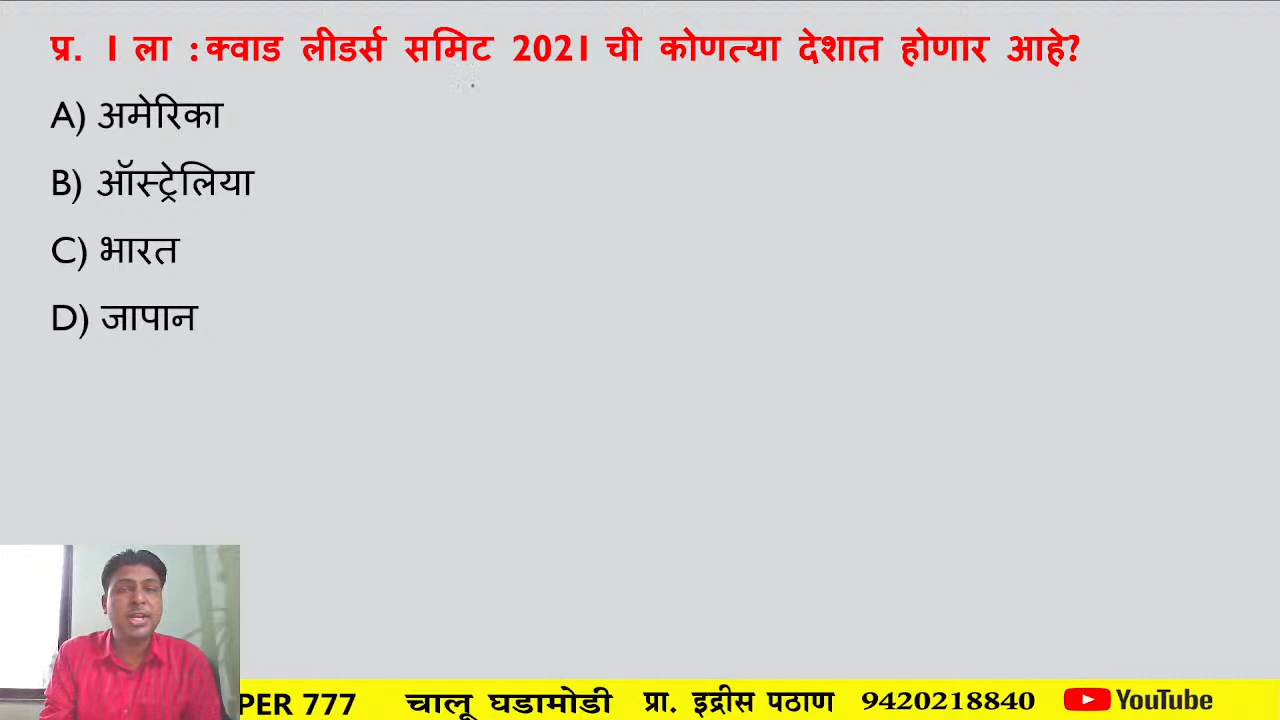 प्र. 1 ला : क्वाड लीडर्स समिट 2021 ची कोणत्या देशात होणार आहे?
A) अमेरिका
B) ऑस्ट्रेलिया
C) भारत
D) जापान
PER 777 चालू घडामोडी प्रा. इद्रीस पठाण 9420218840 YouTube